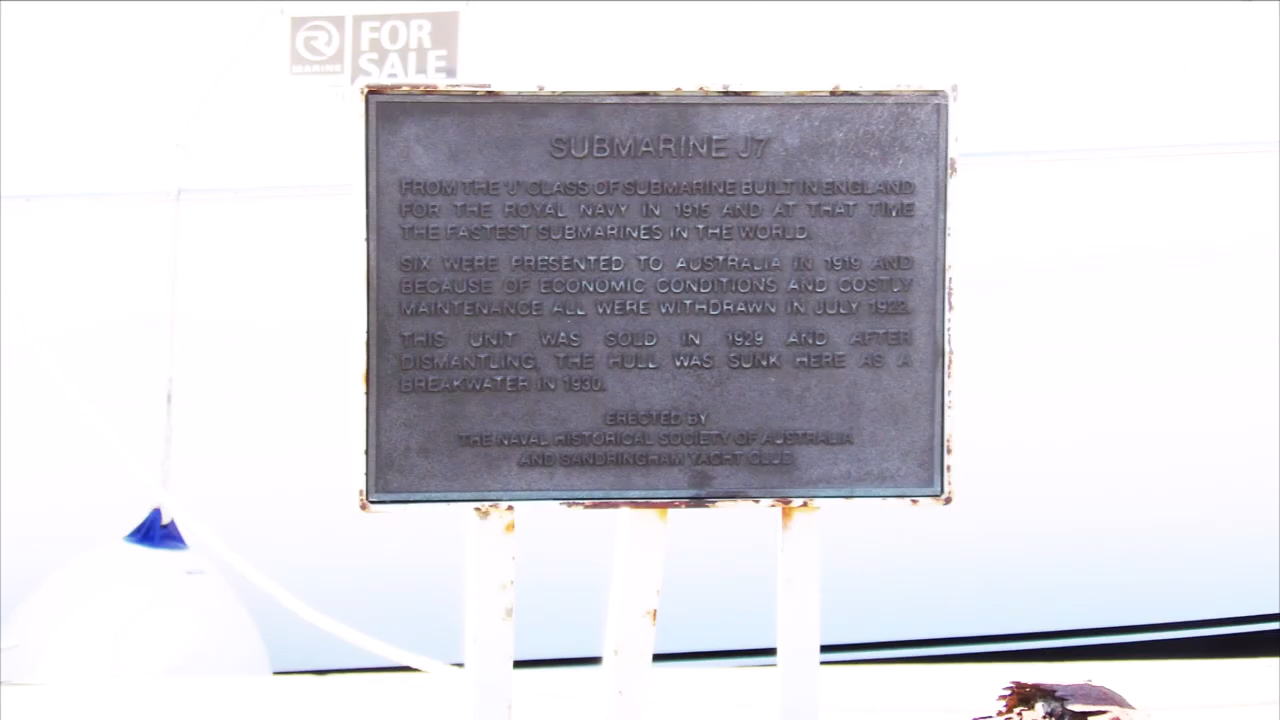 MARINE
FOR
SALE
SUBMARINE J7
FROM THE 'J' CLASS OF SUBMARINE BUILT IN ENGLAND
FOR THE ROYAL NAVY IN 1915 AND AT THAT TIME
THE FASTEST SUBMARINES IN THE WORLD.
SIX WERE PRESENTED TO AUSTRALIA IN 1919 AND
BECAUSE OF ECONOMIC CONDITIONS AND COSTLY
MAINTENANCE ALL WERE WITHDRAWN IN JULY 1922.
THIS UNIT WAS SOLD IN 1929 AND AFTER
DISMANTLING, THE HULL WAS SUNK HERE AS A
BREAKWATER IN 1930.
ERECTED BY
THE NAVAL HISTORICAL SOCIETY OF AUSTRALIA
AND SANDRINGHAM YACHT CLUB